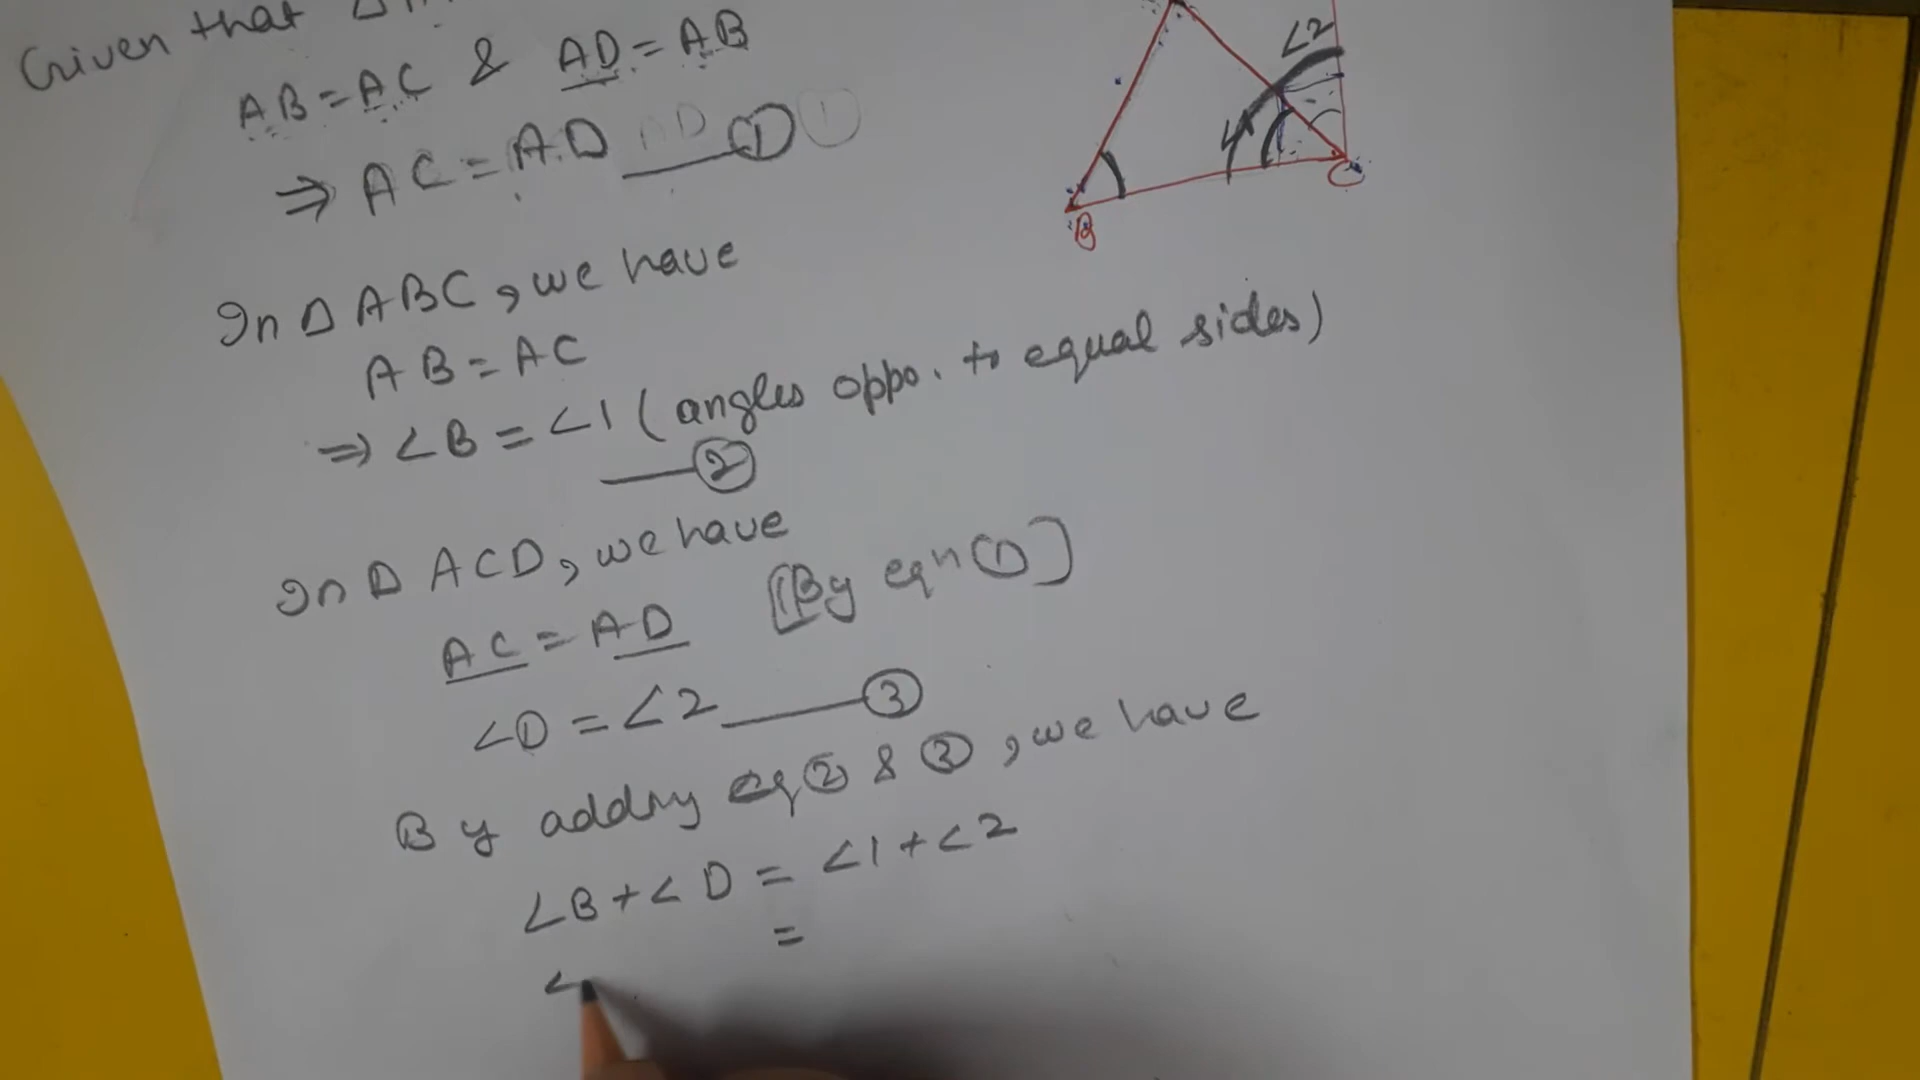 Given that Δ
AB = AC & AD = AB
⇒ AC = AD AD ① ①
In Δ ABC, we have
AB = AC
⇒ ∠B = ∠1 (angles oppo. to equal sides)
②
In Δ ACD, we have
AC = AD [By eqn ①]
∠D = ∠2 ③
By adding eq ② & ③, we have
∠B + ∠D = ∠1 + ∠2
=
∠
∠2
C
B